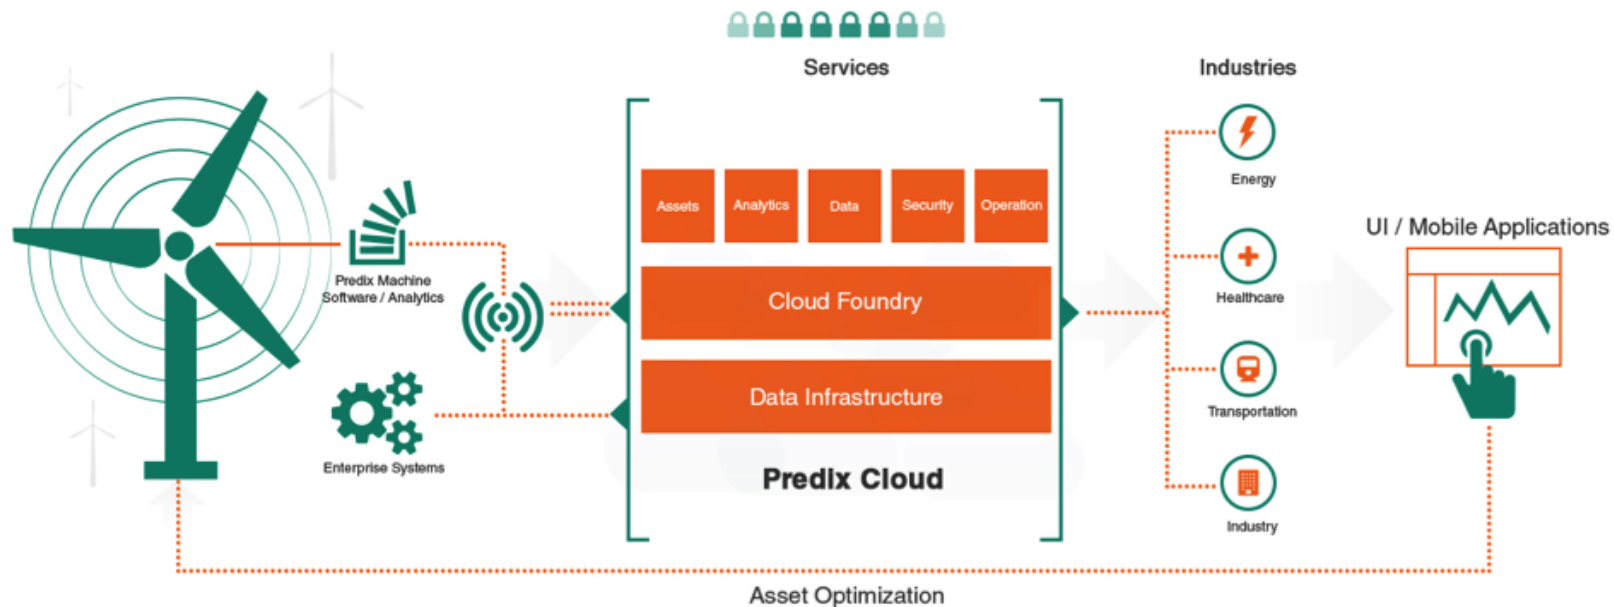 Services
Industries
Assets
Analytics
Data
Security
Operation
Energy
UI / Mobile Applications
Predix Machine
Software / Analytics
Cloud Foundry
Healthcare
Data Infrastructure
Transportation
Enterprise Systems
Predix Cloud
Industry
Asset Optimization